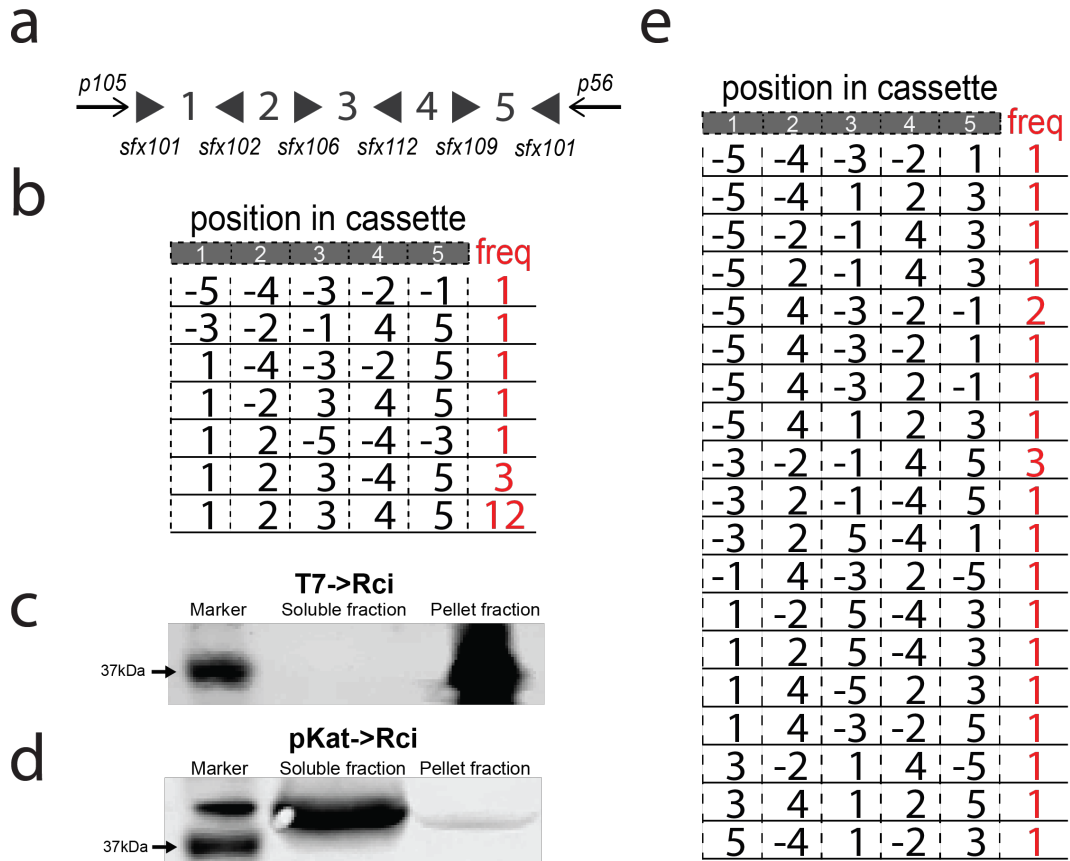 a
p105 1 2 3 4 5 p56
sfx101 sfx102 sfx106 sfx112 sfx109 sfx101
b
position in cassette
1 2 3 4 5 freq
-5 -4 -3 -2 -1 1
-3 -2 -1 4 5 1
1 -4 -3 -2 5 1
1 -2 3 4 5 1
1 2 -5 -4 -3 1
1 2 3 -4 5 3
1 2 3 4 5 12
c
T7->Rci
Marker Soluble fraction Pellet fraction
37kDa
d
pKat->Rci
Marker Soluble fraction Pellet fraction
37kDa
e
position in cassette
1 2 3 4 5 freq
-5 -4 -3 -2 1 1
-5 -4 1 2 3 1
-5 -2 -1 4 3 1
-5 2 -1 4 3 1
-5 4 -3 -2 -1 2
-5 4 -3 -2 1 1
-5 4 -3 2 -1 1
-5 4 1 2 3 1
-3 -2 -1 4 5 3
-3 2 -1 -4 5 1
-3 2 5 -4 1 1
-1 4 -3 2 -5 1
1 -2 5 -4 3 1
1 2 5 -4 3 1
1 4 -5 2 3 1
1 4 -3 -2 5 1
3 -2 1 4 -5 1
3 4 1 2 5 1
5 -4 1 -2 3 1